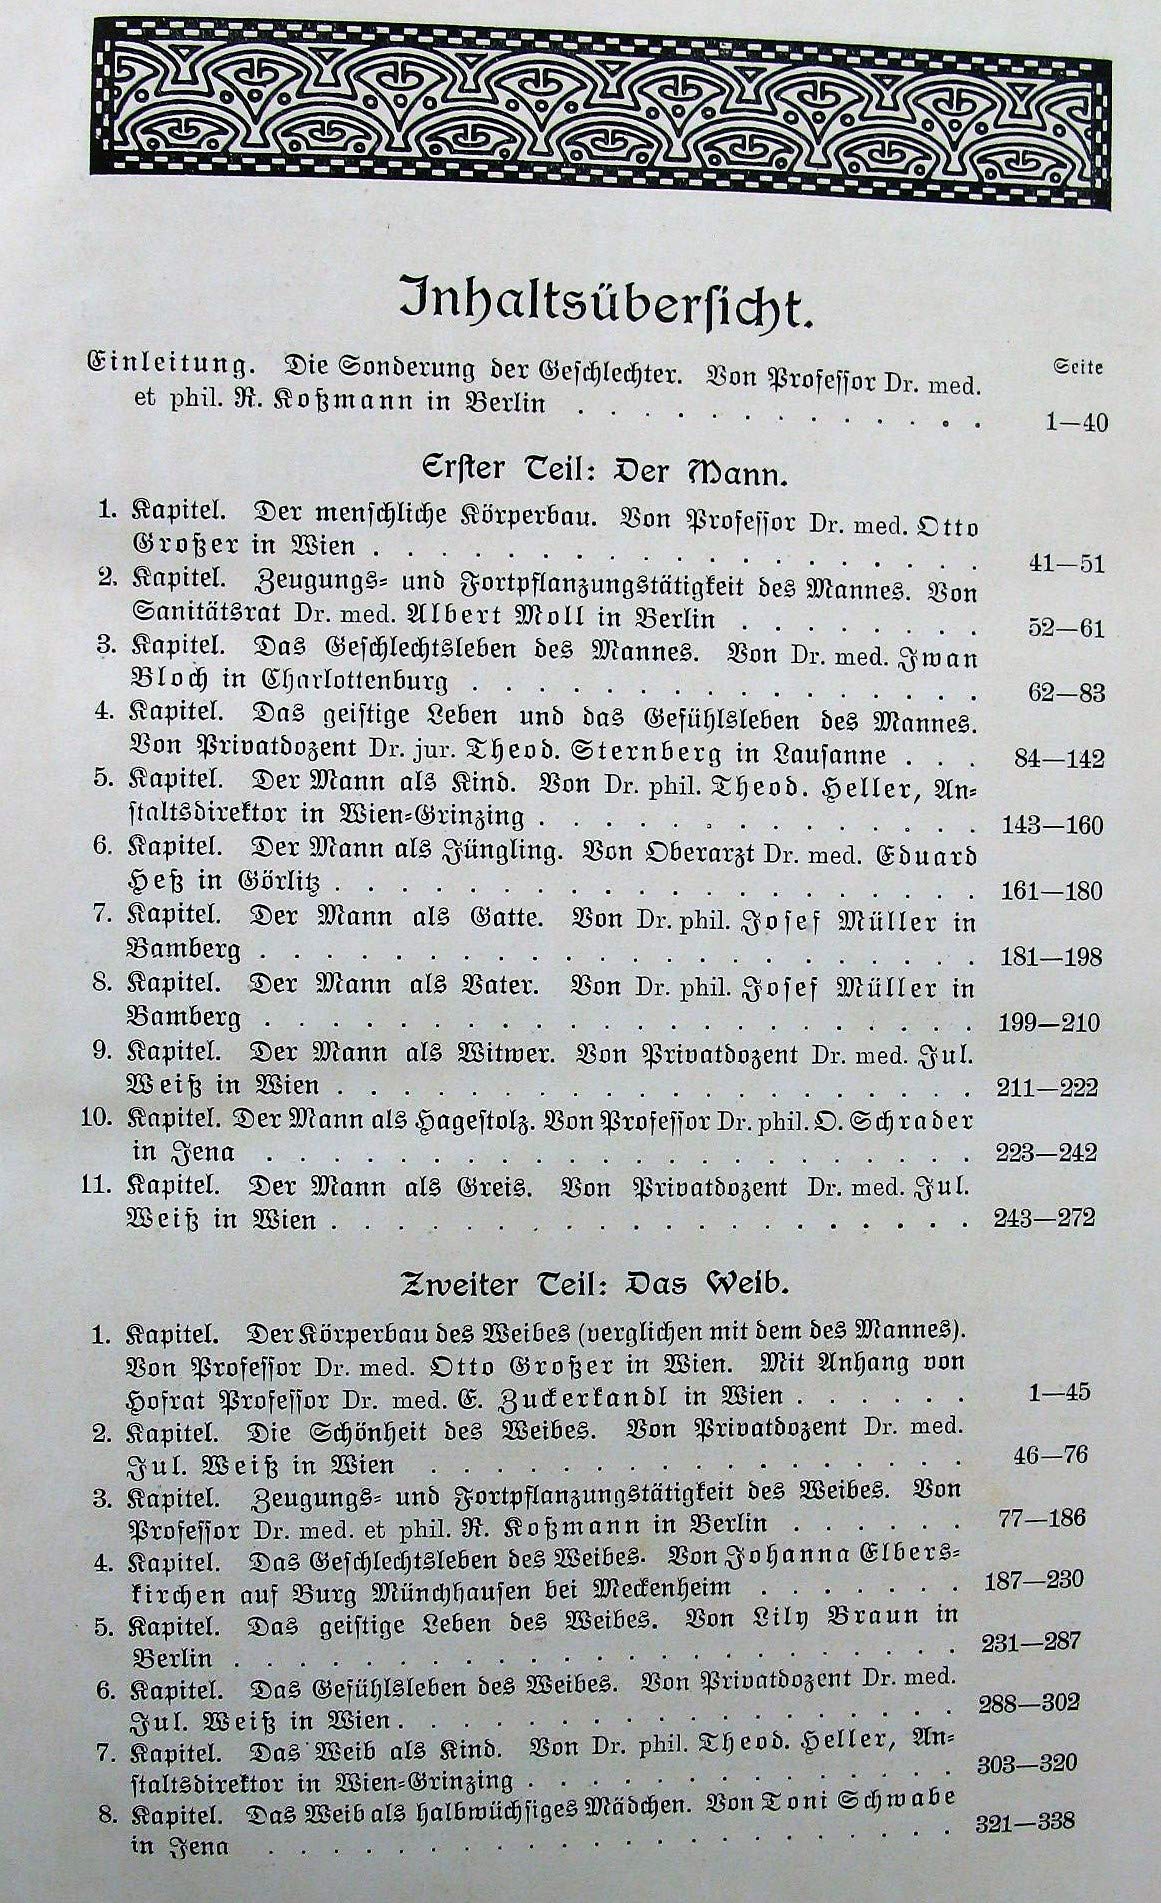 Inhaltsübersicht.
Seite
Einleitung. Die Sonderung der Geschlechter. Von Professor Dr. med.
et phil. R. Koßmann in Berlin . . . . . . . . . . . . 1—40
Erster Teil: Der Mann.
1. Kapitel. Der menschliche Körperbau. Von Professor Dr. med. Otto
Großer in Wien . . . . . . . . . . . . . . . . . . 41—51
2. Kapitel. Zeugungs- und Fortpflanzungstätigkeit des Mannes. Von
Sanitätsrat Dr. med. Albert Moll in Berlin . . . . . . . . 52—61
3. Kapitel. Das Geschlechtsleben des Mannes. Von Dr. med. Iwan
Bloch in Charlottenburg . . . . . . . . . . . . . . . 62—83
4. Kapitel. Das geistige Leben und das Gefühlsleben des Mannes.
Von Privatdozent Dr. jur. Theod. Sternberg in Lausanne . . . 84—142
5. Kapitel. Der Mann als Kind. Von Dr. phil. Theod. Heller, An-
staltsdirektor in Wien-Grinzing . . . . . . . . . . . . . 143—160
6. Kapitel. Der Mann als Jüngling. Von Oberarzt Dr. med. Eduard
Heß in Görlitz . . . . . . . . . . . . . . . . . . . 161—180
7. Kapitel. Der Mann als Gatte. Von Dr. phil. Josef Müller in
Bamberg . . . . . . . . . . . . . . . . . . . . . . 181—198
8. Kapitel. Der Mann als Vater. Von Dr. phil. Josef Müller in
Bamberg . . . . . . . . . . . . . . . . . . . . . . 199—210
9. Kapitel. Der Mann als Witwer. Von Privatdozent Dr. med. Jul.
Weiß in Wien . . . . . . . . . . . . . . . . . . . 211—222
10. Kapitel. Der Mann als Hagestolz. Von Professor Dr. phil. O. Schrader
in Jena . . . . . . . . . . . . . . . . . . . . . 223—242
11. Kapitel. Der Mann als Greis. Von Privatdozent Dr. med. Jul.
Weiß in Wien . . . . . . . . . . . . . . . . . . . 243—272
Zweiter Teil: Das Weib.
1. Kapitel. Der Körperbau des Weibes (verglichen mit dem des Mannes).
Von Professor Dr. med. Otto Großer in Wien. Mit Anhang von
Hofrat Professor Dr. med. E. Zuckerkandl in Wien . . . . . . 1—45
2. Kapitel. Die Schönheit des Weibes. Von Privatdozent Dr. med.
Jul. Weiß in Wien . . . . . . . . . . . . . . . . 46—76
3. Kapitel. Zeugungs- und Fortpflanzungstätigkeit des Weibes. Von
Professor Dr. med. et phil. R. Koßmann in Berlin . . . . . . 77—186
4. Kapitel. Das Geschlechtsleben des Weibes. Von Johanna Elbers-
kirchen auf Burg Münchhausen bei Meckenheim . . . . . . . 187—230
5. Kapitel. Das geistige Leben des Weibes. Von Lily Braun in
Berlin . . . . . . . . . . . . . . . . . . . . . . 231—287
6. Kapitel. Das Gefühlsleben des Weibes. Von Privatdozent Dr. med.
Jul. Weiß in Wien . . . . . . . . . . . . . . . . . 288—302
7. Kapitel. Das Weib als Kind. Von Dr. phil. Theod. Heller, An-
staltsdirektor in Wien-Grinzing . . . . . . . . . . . . . 303—320
8. Kapitel. Das Weib als halbwüchsiges Mädchen. Von Toni Schwabe
in Jena . . . . . . . . . . . . . . . . . . . . . 321—338